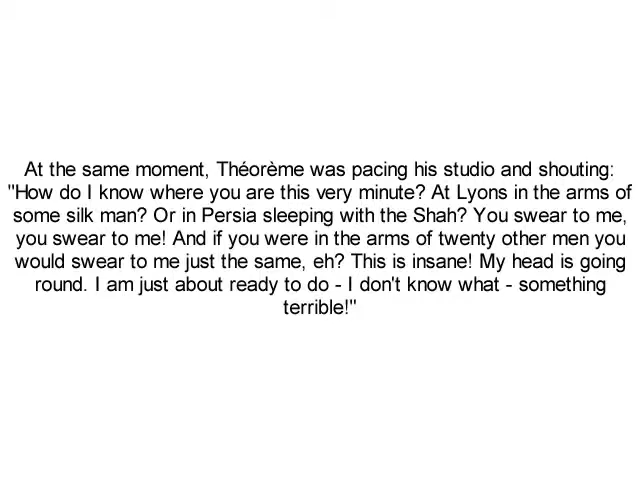 At the same moment, Théorème was pacing his studio and shouting:
"How do I know where you are this very minute? At Lyons in the arms of
some silk man? Or in Persia sleeping with the Shah? You swear to me,
you swear to me! And if you were in the arms of twenty other men you
would swear to me just the same, eh? This is insane! My head is going
round. I am just about ready to do - I don't know what - something
terrible!"